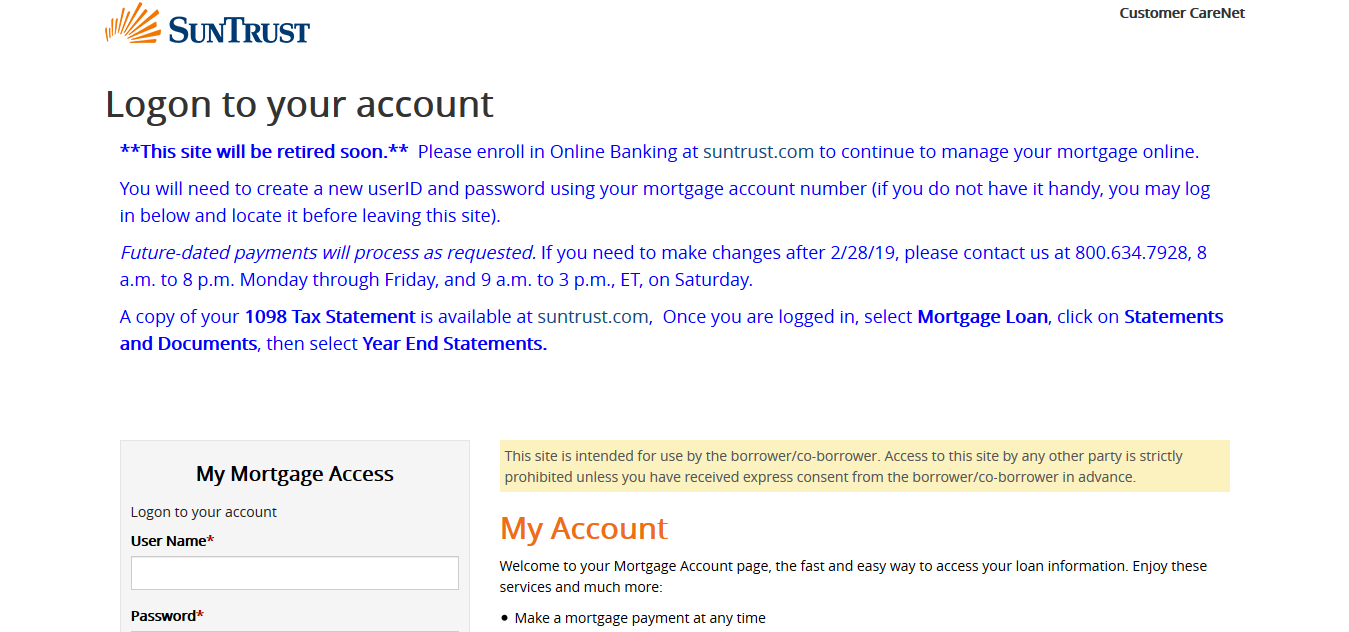 SUNTRUST
Customer CareNet
Logon to your account
**This site will be retired soon.** Please enroll in Online Banking at suntrust.com to continue to manage your mortgage online.
You will need to create a new userID and password using your mortgage account number (if you do not have it handy, you may log
in below and locate it before leaving this site).
Future-dated payments will process as requested. If you need to make changes after 2/28/19, please contact us at 800.634.7928, 8
a.m. to 8 p.m. Monday through Friday, and 9 a.m. to 3 p.m., ET, on Saturday.
A copy of your 1098 Tax Statement is available at suntrust.com, Once you are logged in, select Mortgage Loan, click on Statements
and Documents, then select Year End Statements.
My Mortgage Access
Logon to your account
User Name*
Password*
This site is intended for use by the borrower/co-borrower. Access to this site by any other party is strictly
prohibited unless you have received express consent from the borrower/co-borrower in advance.
My Account
Welcome to your Mortgage Account page, the fast and easy way to access your loan information. Enjoy these
services and much more:
• Make a mortgage payment at any time